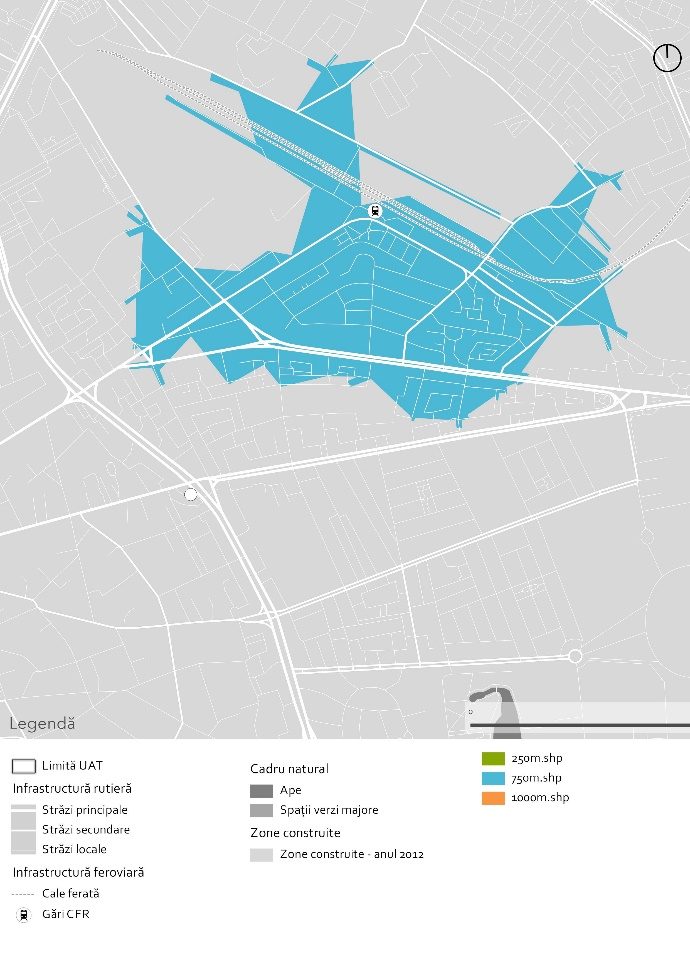 Legendă
Limită UAT
Infrastructură rutieră
Străzi principale
Străzi secundare
Străzi locale
Infrastructură feroviară
Cale ferată
Gări CFR
Cadru natural
Ape
Spații verzi majore
Zone construite
Zone construite - anul 2012
250m.shp
750m.shp
1000m.shp